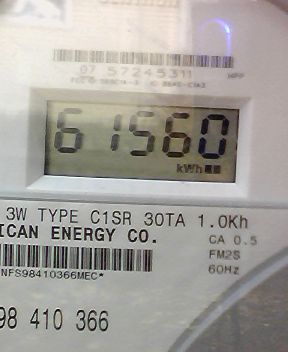 07 57245311 MPP
61560
kWh
3W TYPE C1SR 30TA 1.0Kh
ICAN ENERGY CO. CA 0.5
FM2S
NFS98410366MEC* 60Hz
98 410 366